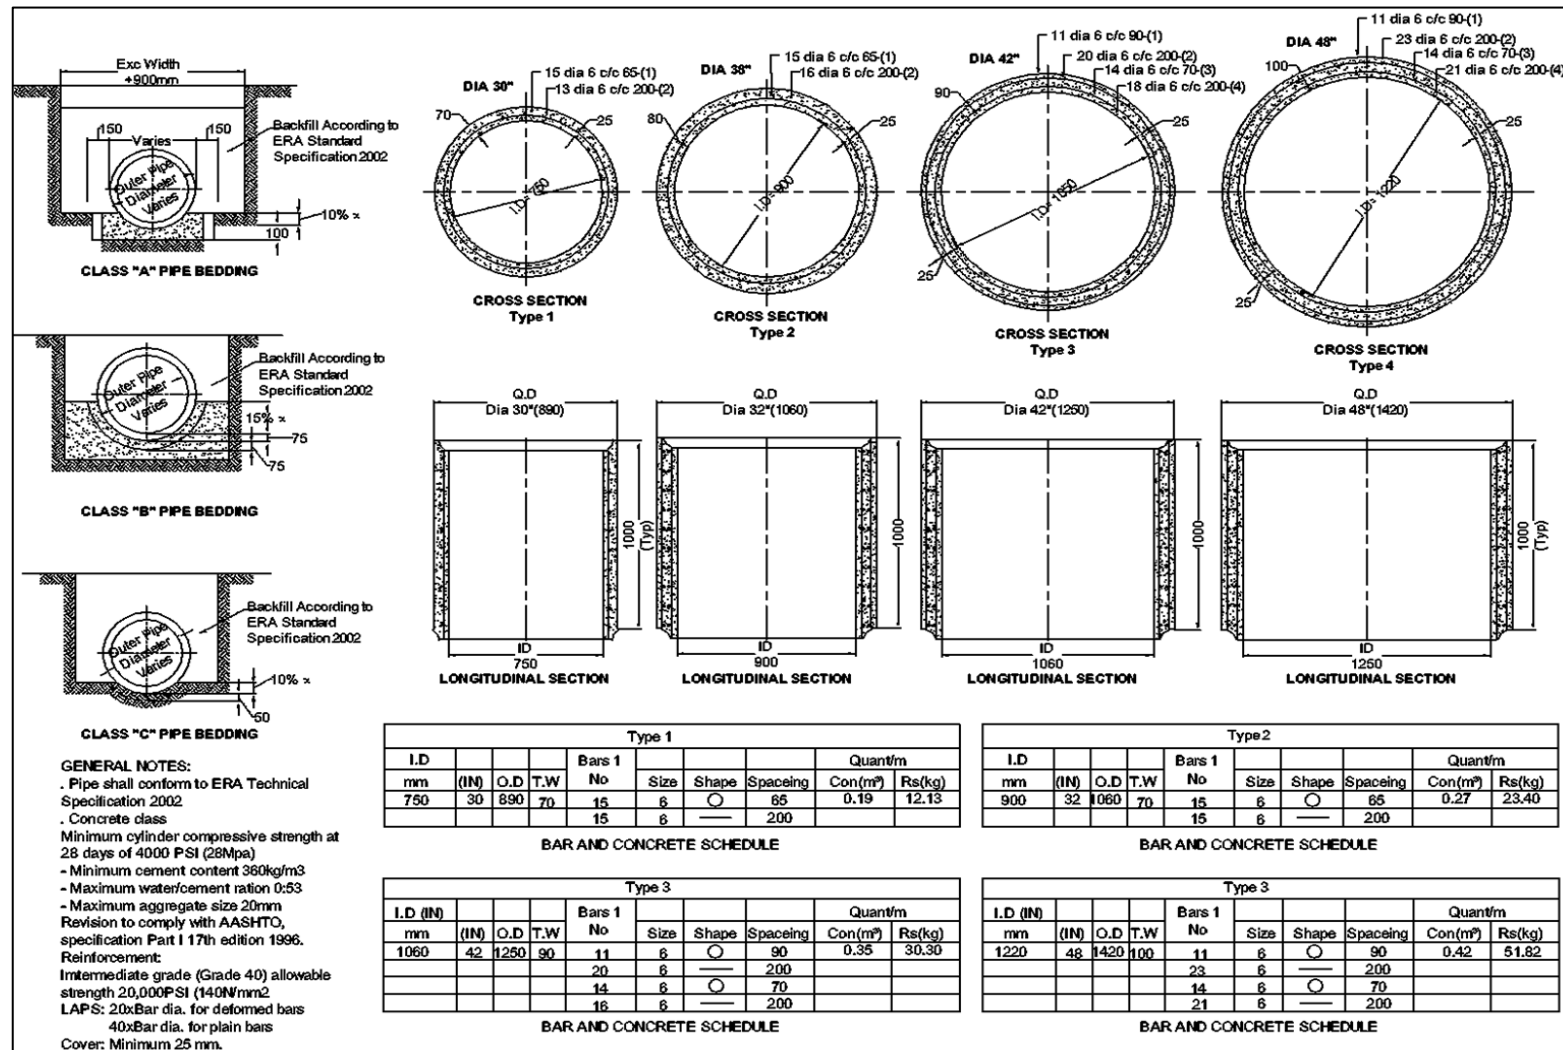 Exc Width
+900mm
150
Varies
150
Backfill According to
ERA Standard
Specification 2002
Outer Pipe
Diameter
Varies
10% ×
100
CLASS "A" PIPE BEDDING
Backfill According to
ERA Standard
Specification 2002
Outer Pipe
Diameter
Varies
15% ×
75
75
CLASS "B" PIPE BEDDING
Backfill According to
ERA Standard
Specification 2002
Outer Pipe
Diameter
Varies
10% ×
50
CLASS "C" PIPE BEDDING
GENERAL NOTES:
. Pipe shall conform to ERA Technical
Specification 2002
. Concrete class
Minimum cylinder compressive strength at
28 days of 4000 PSI (28Mpa)
- Minimum cement content 360kg/m3
- Maximum water/cement ration 0:53
- Maximum aggregate size 20mm
Revision to comply with AASHTO,
specification Part I 17th edition 1996.
Reinforcement:
Imtermediate grade (Grade 40) allowable
strength 20,000PSI (140N/mm2
LAPS: 20xBar dia. for deformed bars
40xBar dia. for plain bars
Cover: Minimum 25 mm.
DIA 30"
15 dia 6 c/c 65-(1)
13 dia 6 c/c 200-(2)
70
25
I.D= 750
CROSS SECTION
Type 1
DIA 38"
15 dia 6 c/c 65-(1)
16 dia 6 c/c 200-(2)
80
25
I.D= 900
CROSS SECTION
Type 2
DIA 42"
11 dia 6 c/c 90-(1)
20 dia 6 c/c 200-(2)
14 dia 6 c/c 70-(3)
18 dia 6 c/c 200-(4)
90
25
I.D= 1050
25
CROSS SECTION
Type 3
DIA 48"
11 dia 6 c/c 90-(1)
23 dia 6 c/c 200-(2)
14 dia 6 c/c 70-(3)
21 dia 6 c/c 200-(4)
100
25
I.D= 1220
25
CROSS SECTION
Type 4
O.D
Dia 30"(890)
1000
(Typ)
ID
750
LONGITUDINAL SECTION
O.D
Dia 32"(1060)
1000
ID
900
LONGITUDINAL SECTION
O.D
Dia 42"(1250)
1000
ID
1060
LONGITUDINAL SECTION
O.D
Dia 48"(1420)
1000
(Typ)
ID
1250
LONGITUDINAL SECTION
Type 1
I.D Bars 1 Quant/m
mm (IN) O.D T.W No Size Shape Spaceing Con(m³) Rs(kg)
750 30 890 70 15 6 65 0.19 12.13
15 6 200
BAR AND CONCRETE SCHEDULE
Type 2
I.D Bars 1 Quant/m
mm (IN) O.D T.W No Size Shape Spaceing Con(m³) Rs(kg)
900 32 1060 70 15 6 65 0.27 23.40
15 6 200
BAR AND CONCRETE SCHEDULE
Type 3
I.D (IN) Bars 1 Quant/m
mm (IN) O.D T.W No Size Shape Spaceing Con(m³) Rs(kg)
1060 42 1250 90 11 6 90 0.35 30.30
20 6 200
14 6 70
16 6 200
BAR AND CONCRETE SCHEDULE
Type 3
I.D (IN) Bars 1 Quant/m
mm (IN) O.D T.W No Size Shape Spaceing Con(m³) Rs(kg)
1220 48 1420 100 11 6 90 0.42 51.82
23 6 200
14 6 70
21 6 200
BAR AND CONCRETE SCHEDULE